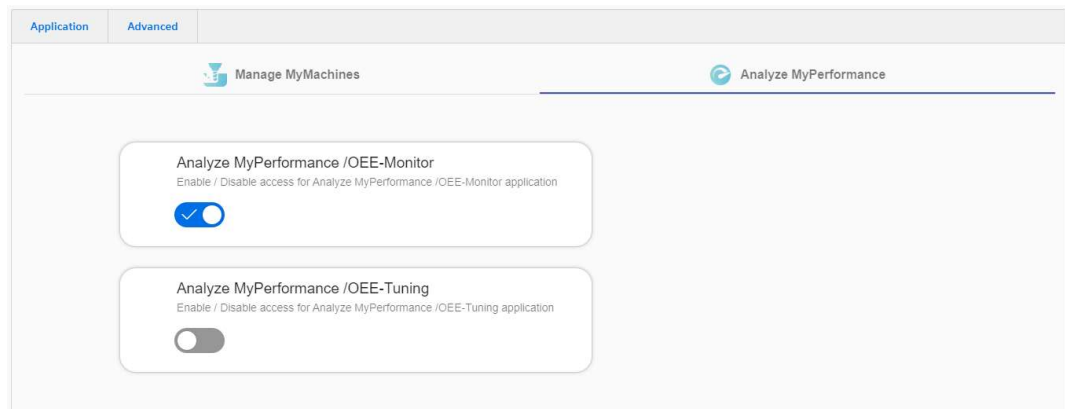 Application Advanced
Manage MyMachines Analyze MyPerformance
Analyze MyPerformance /OEE-Monitor
Enable / Disable access for Analyze MyPerformance /OEE-Monitor application
Analyze MyPerformance /OEE-Tuning
Enable / Disable access for Analyze MyPerformance /OEE-Tuning application